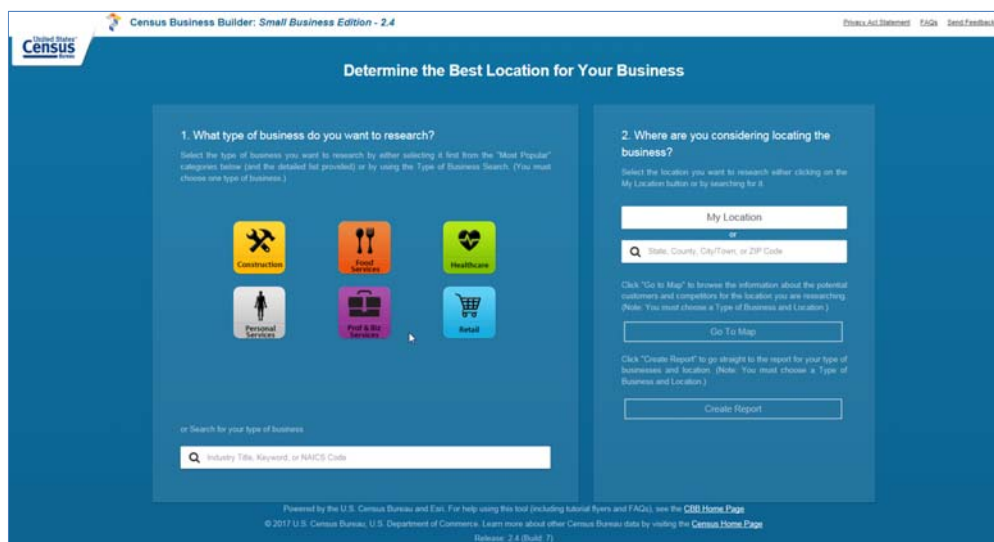 Census Business Builder: Small Business Edition - 2.4
Privacy Act Statement FAQs Send Feedback
United States®
Census
Bureau
Determine the Best Location for Your Business
1. What type of business do you want to research?
Select the type of business you want to research by either selecting it first from the "Most Popular"
categories below (and the detailed list provided) or by using the Type of Business Search. (You must
choose one type of business.)
Construction
Food
Services
Healthcare
Personal
Services
Prof & Biz
Services
Retail
or Search for your type of business
Industry Title, Keyword, or NAICS Code
2. Where are you considering locating the
business?
Select the location you want to research either clicking on the
My Location button or by searching for it.
My Location
or
State, County, City/Town, or ZIP Code
Click "Go to Map" to browse the information about the potential
customers and competitors for the location you are researching.
(Note: You must choose a Type of Business and Location.)
Go To Map
Click "Create Report" to go straight to the report for your type of
businesses and location. (Note: You must choose a Type of
Business and Location.)
Create Report
Powered by the U.S. Census Bureau and Esri. For help using this tool (including tutorial flyers and FAQs), see the CBB Home Page
© 2017 U.S. Census Bureau, U.S. Department of Commerce. Learn more about other Census Bureau data by visiting the Census Home Page
Release: 2.4 (Build: 7)